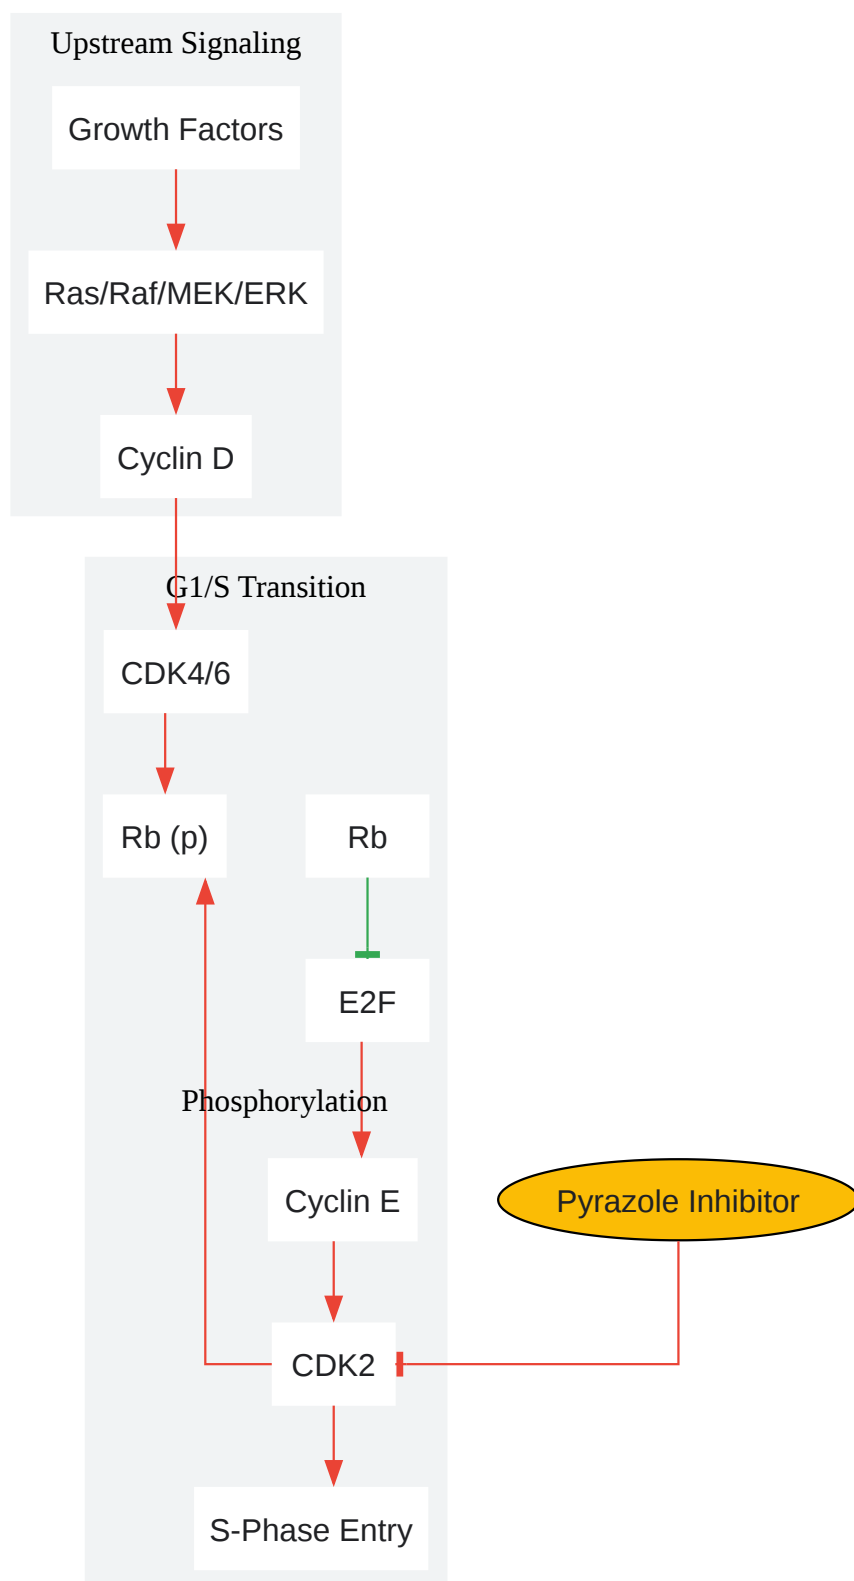 Upstream Signaling
Growth Factors
Ras/Raf/MEK/ERK
Cyclin D
G1/S Transition
CDK4/6
Rb (p)
Rb
E2F
Phosphorylation
Cyclin E
Pyrazole Inhibitor
CDK2
S-Phase Entry